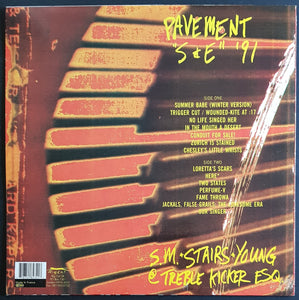 PAVEMENT
"S & E" '91
SIDE ONE
SUMMER BABE (WINTER VERSION)
TRIGGER CUT / WOUNDED-KITE AT :17
NO LIFE SINGED HER
IN THE MOUTH A DESERT
CONDUIT FOR SALE!
ZURICH IS STAINED
CHESLEY'S LITTLE WRISTS
SIDE TWO
LORETTA'S SCARS
HERE
TWO STATES
PERFUME-V
FAME THROWA
JACKALS, FALSE GRAILS: THE LONESOME ERA
OUR SINGER
S.M. · STAIRS · YOUNG
@ TREBLE KICKER ESQ.